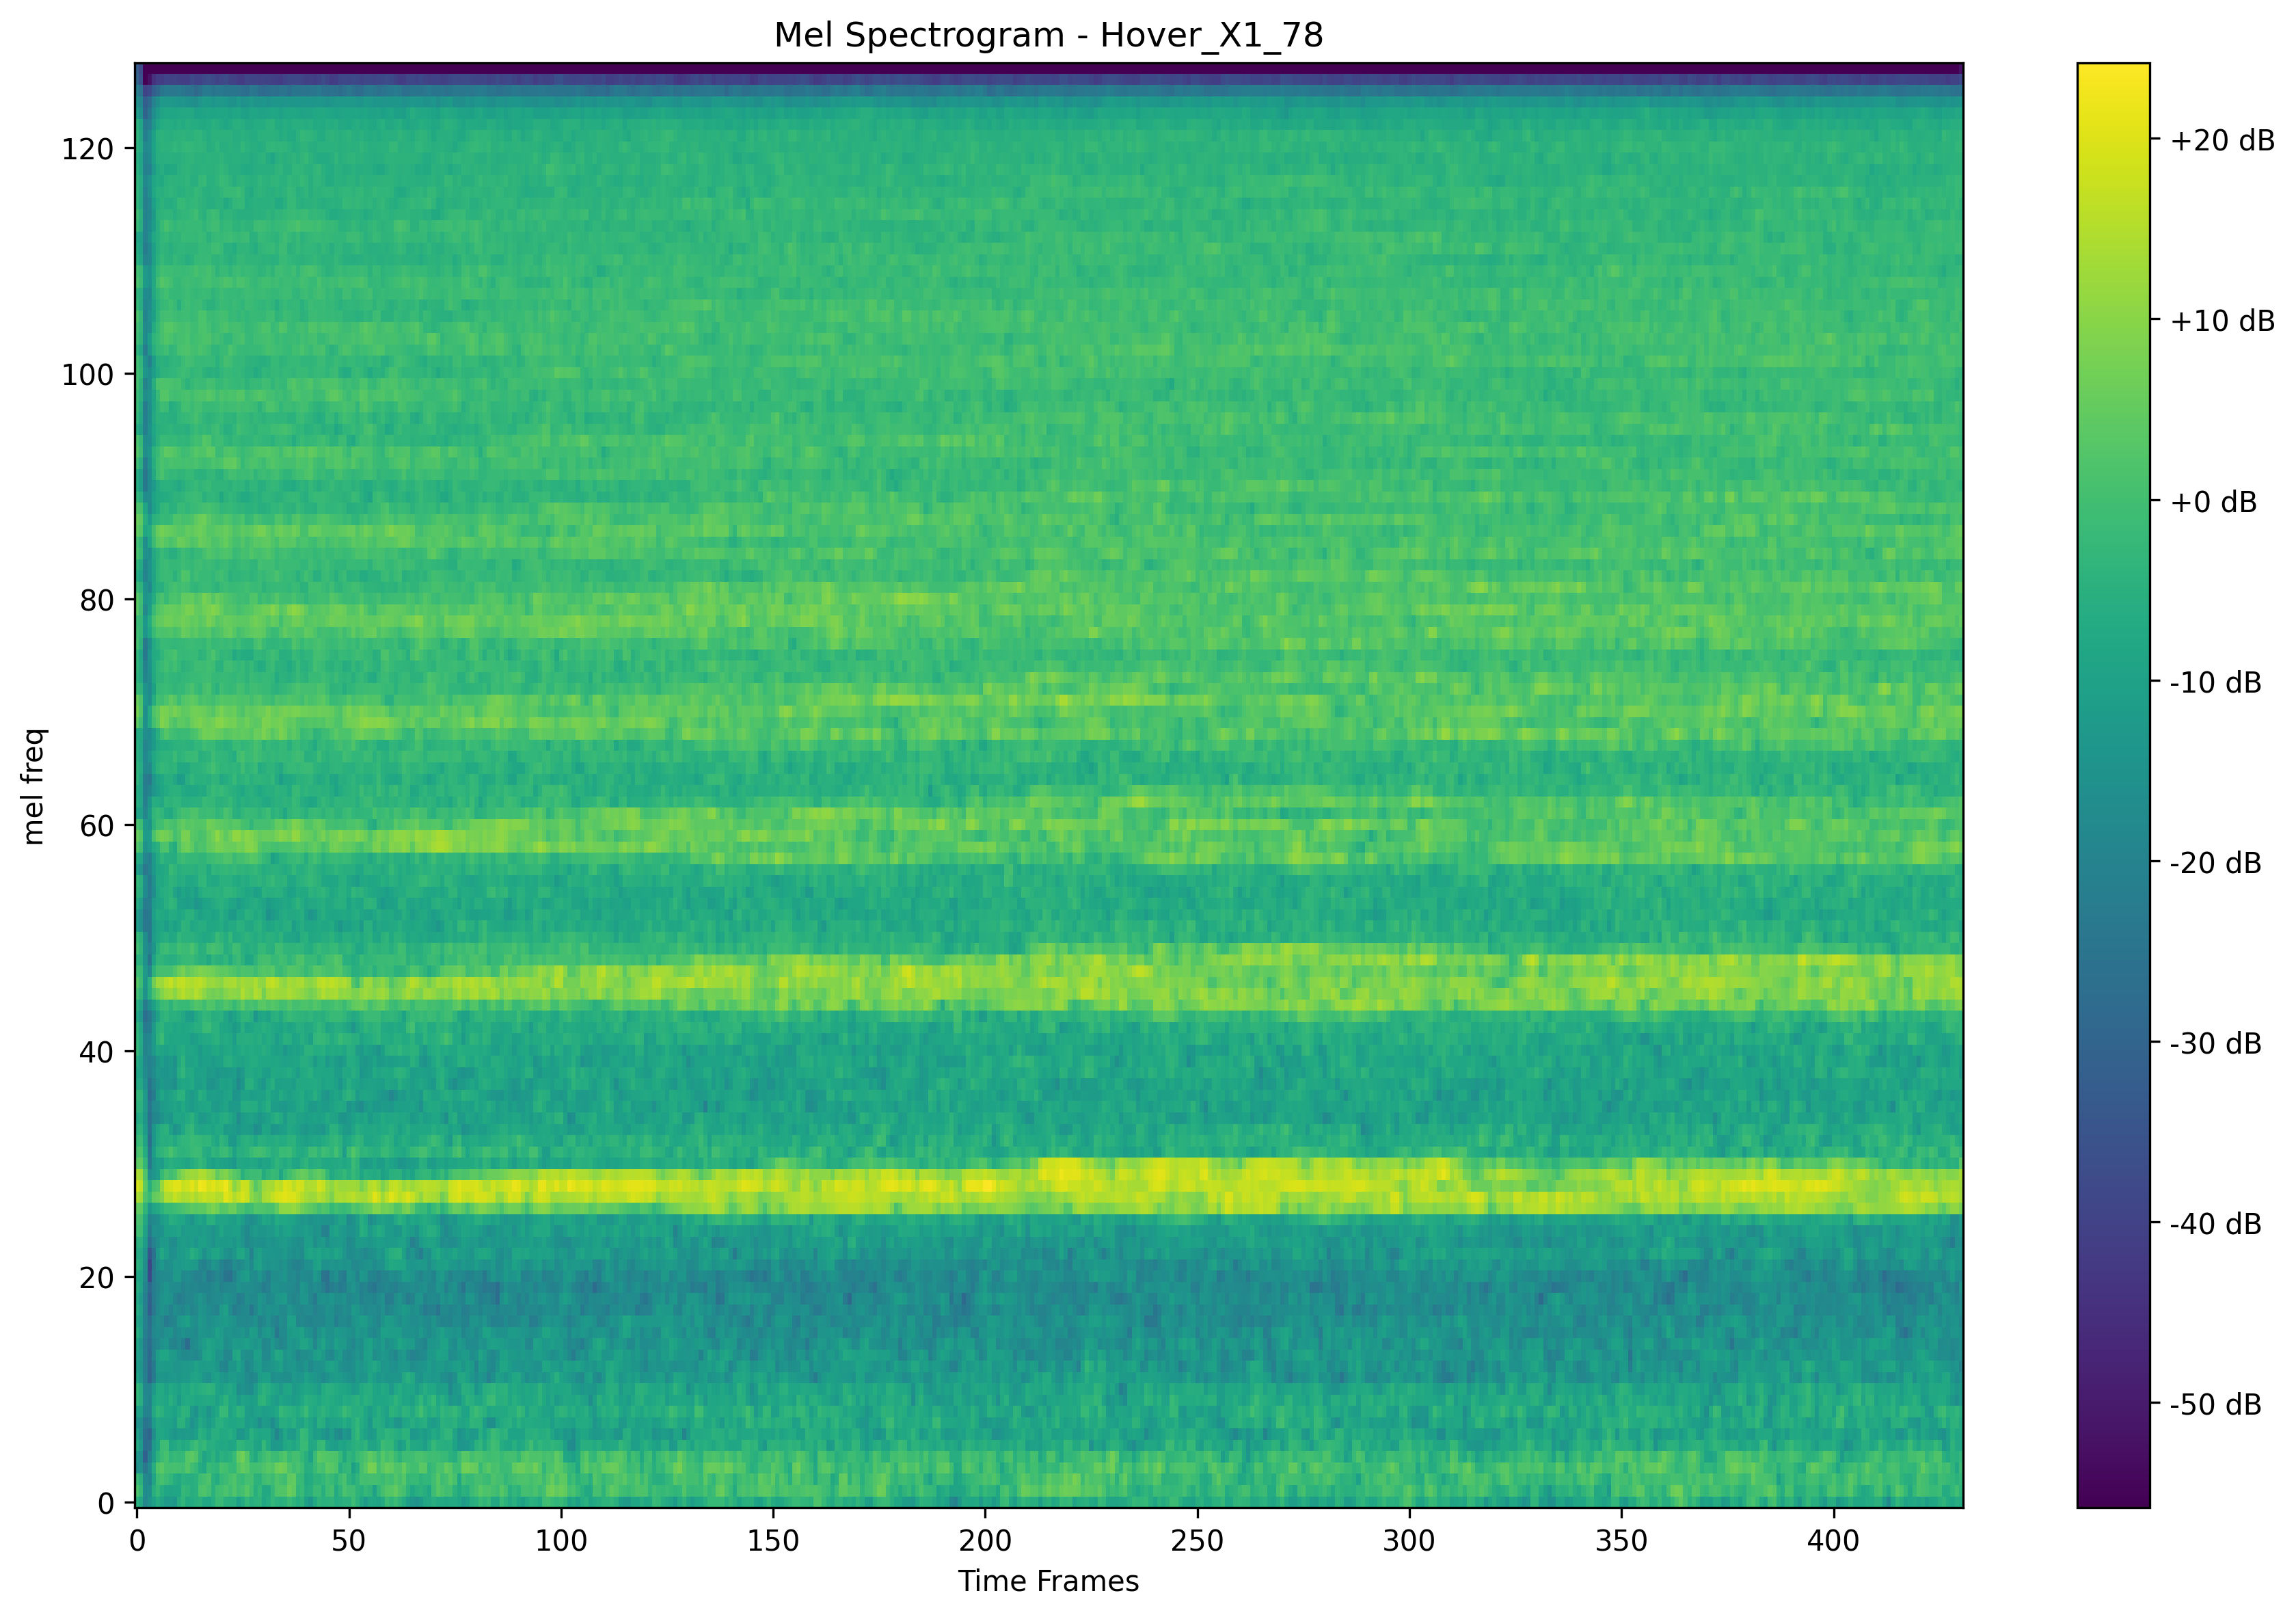 Mel Spectrogram - Hover_X1_78
mel freq
120
100
80
60
40
20
0
0 50 100 150 200 250 300 350 400
Time Frames
+20 dB
+10 dB
+0 dB
-10 dB
-20 dB
-30 dB
-40 dB
-50 dB